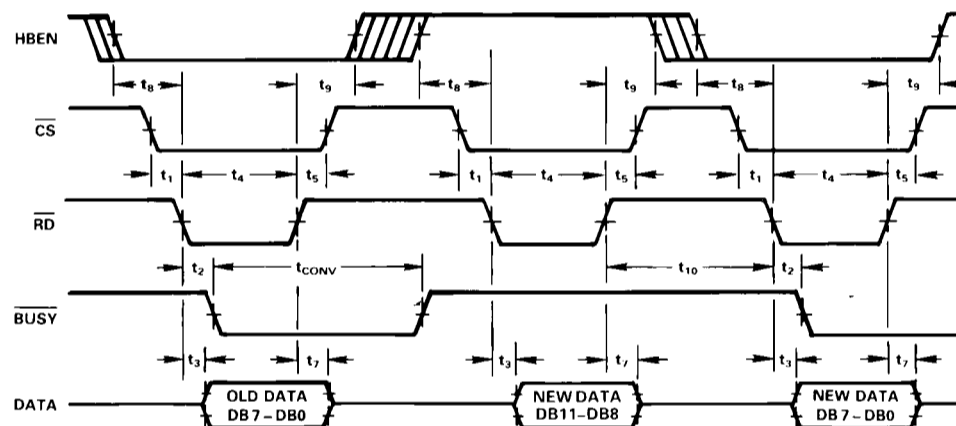 HBEN
t8 t9 t8 t9 t8 t9
CS
t1 t4 t5 t1 t4 t5 t1 t4 t5
RD
t2 tCONV t10 t2
BUSY
t3 t7 t3 t7 t3 t7
DATA
OLD DATA
DB7–DB0
NEW DATA
DB11–DB8
NEW DATA
DB7–DB0